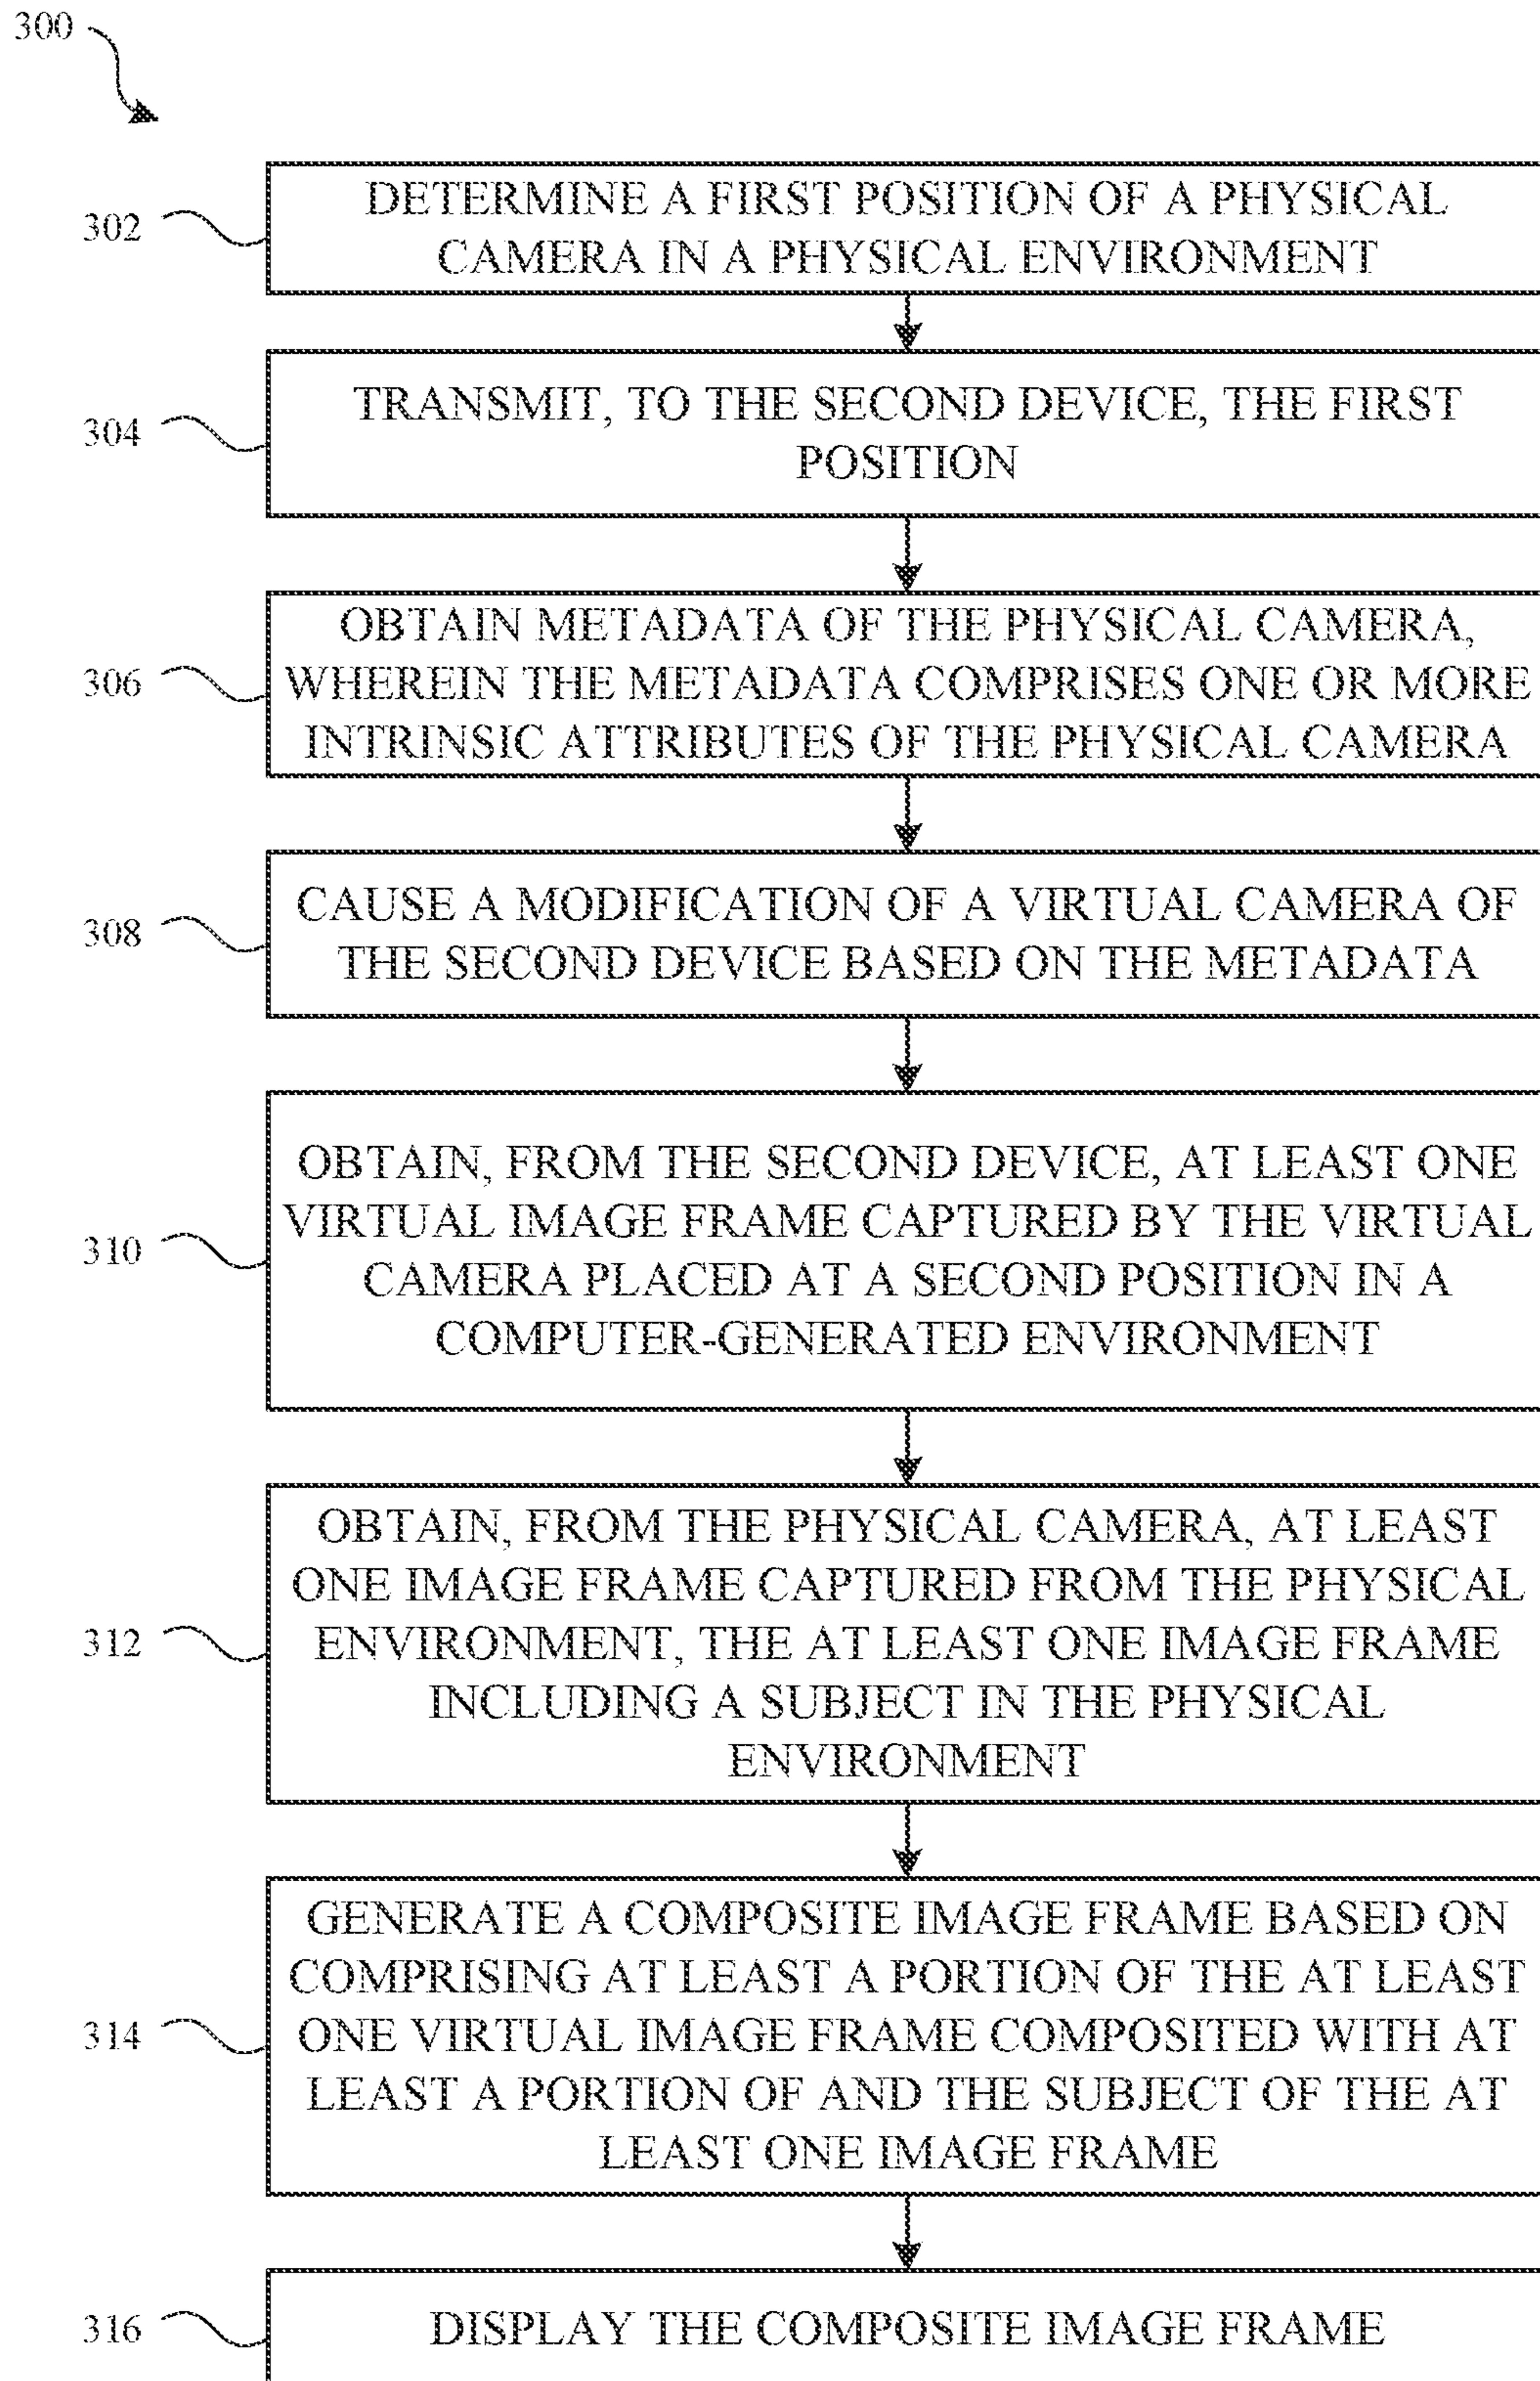 300
302
DETERMINE A FIRST POSITION OF A PHYSICAL
CAMERA IN A PHYSICAL ENVIRONMENT
304
TRANSMIT, TO THE SECOND DEVICE, THE FIRST
POSITION
306
OBTAIN METADATA OF THE PHYSICAL CAMERA,
WHEREIN THE METADATA COMPRISES ONE OR MORE
INTRINSIC ATTRIBUTES OF THE PHYSICAL CAMERA
308
CAUSE A MODIFICATION OF A VIRTUAL CAMERA OF
THE SECOND DEVICE BASED ON THE METADATA
310
OBTAIN, FROM THE SECOND DEVICE, AT LEAST ONE
VIRTUAL IMAGE FRAME CAPTURED BY THE VIRTUAL
CAMERA PLACED AT A SECOND POSITION IN A
COMPUTER-GENERATED ENVIRONMENT
312
OBTAIN, FROM THE PHYSICAL CAMERA, AT LEAST
ONE IMAGE FRAME CAPTURED FROM THE PHYSICAL
ENVIRONMENT, THE AT LEAST ONE IMAGE FRAME
INCLUDING A SUBJECT IN THE PHYSICAL
ENVIRONMENT
314
GENERATE A COMPOSITE IMAGE FRAME BASED ON
COMPRISING AT LEAST A PORTION OF THE AT LEAST
ONE VIRTUAL IMAGE FRAME COMPOSITED WITH AT
LEAST A PORTION OF AND THE SUBJECT OF THE AT
LEAST ONE IMAGE FRAME
316
DISPLAY THE COMPOSITE IMAGE FRAME